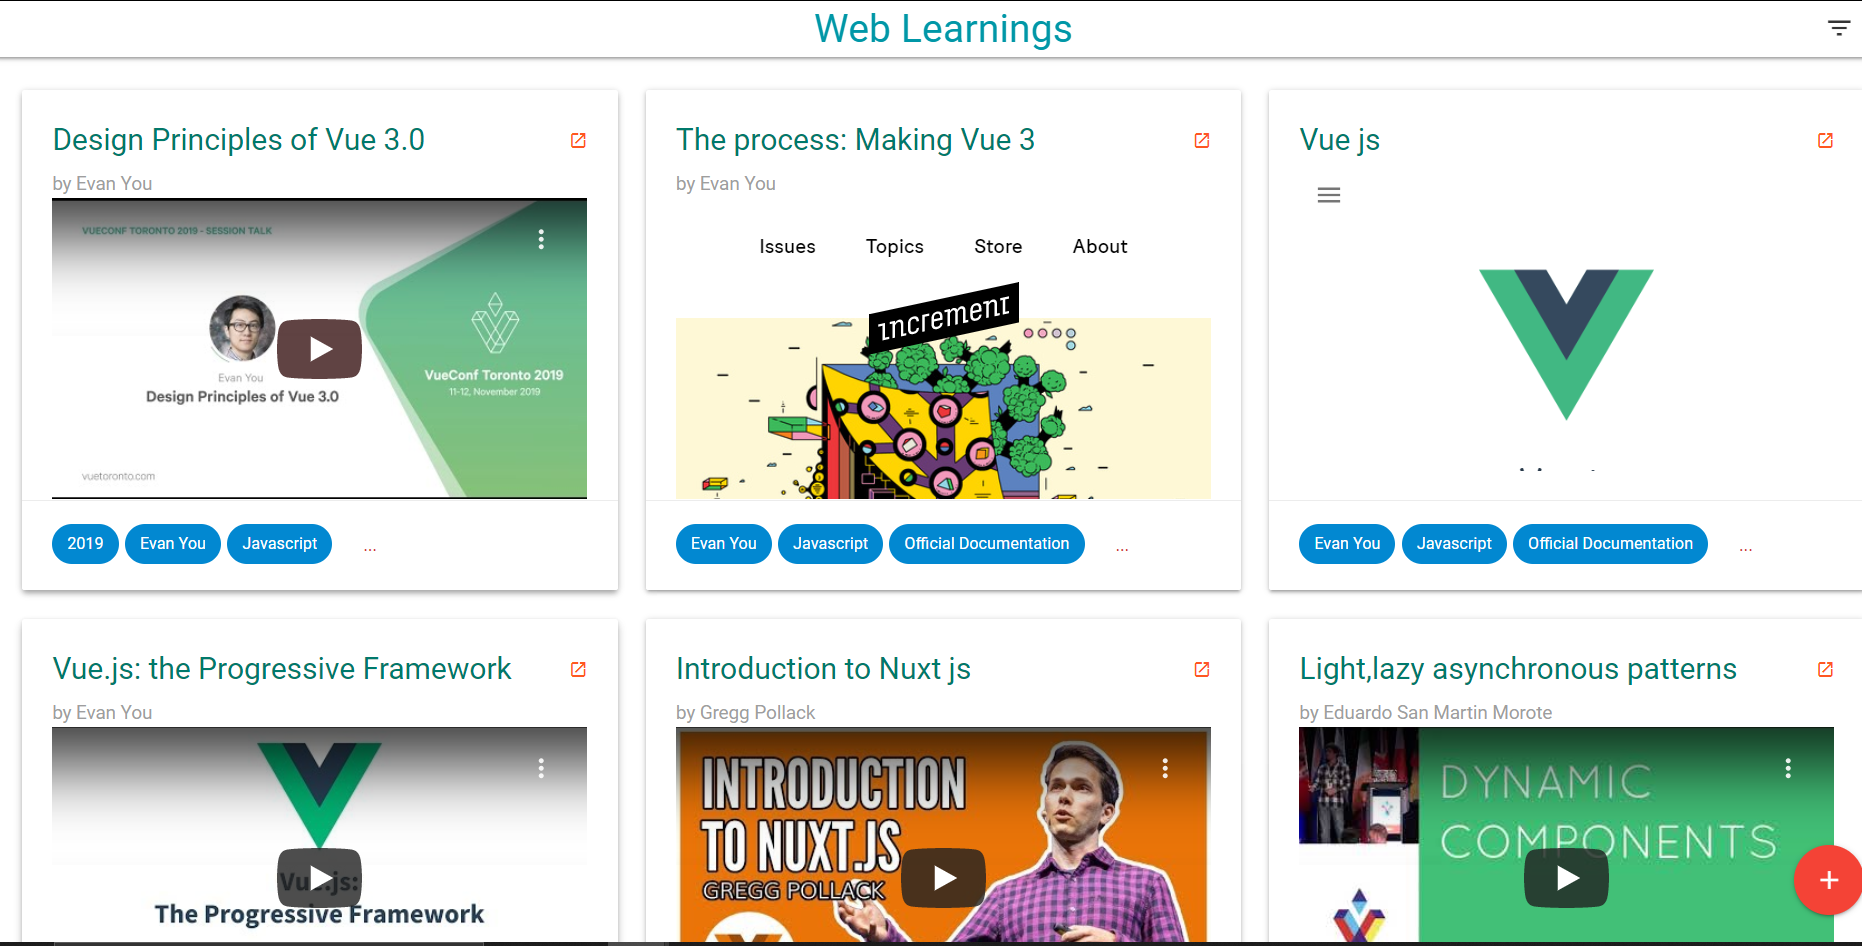 Web Learnings
Design Principles of Vue 3.0
by Evan You
VUECONF TORONTO 2019 - SESSION TALK
Evan You
Design Principles of Vue 3.0
VueConf Toronto 2019
11-12, November 2019
vuetoronto.com
2019 Evan You Javascript ...
The process: Making Vue 3
by Evan You
Issues Topics Store About
increment
Evan You Javascript Official Documentation ...
Vue js
Evan You Javascript Official Documentation ...
Vue.js: the Progressive Framework
by Evan You
Vue.js:
The Progressive Framework
Introduction to Nuxt js
by Gregg Pollack
INTRODUCTION
TO NUXT.JS
GREGG POLLACK
Light,lazy asynchronous patterns
by Eduardo San Martin Morote
DYNAMIC
COMPONENTS
+